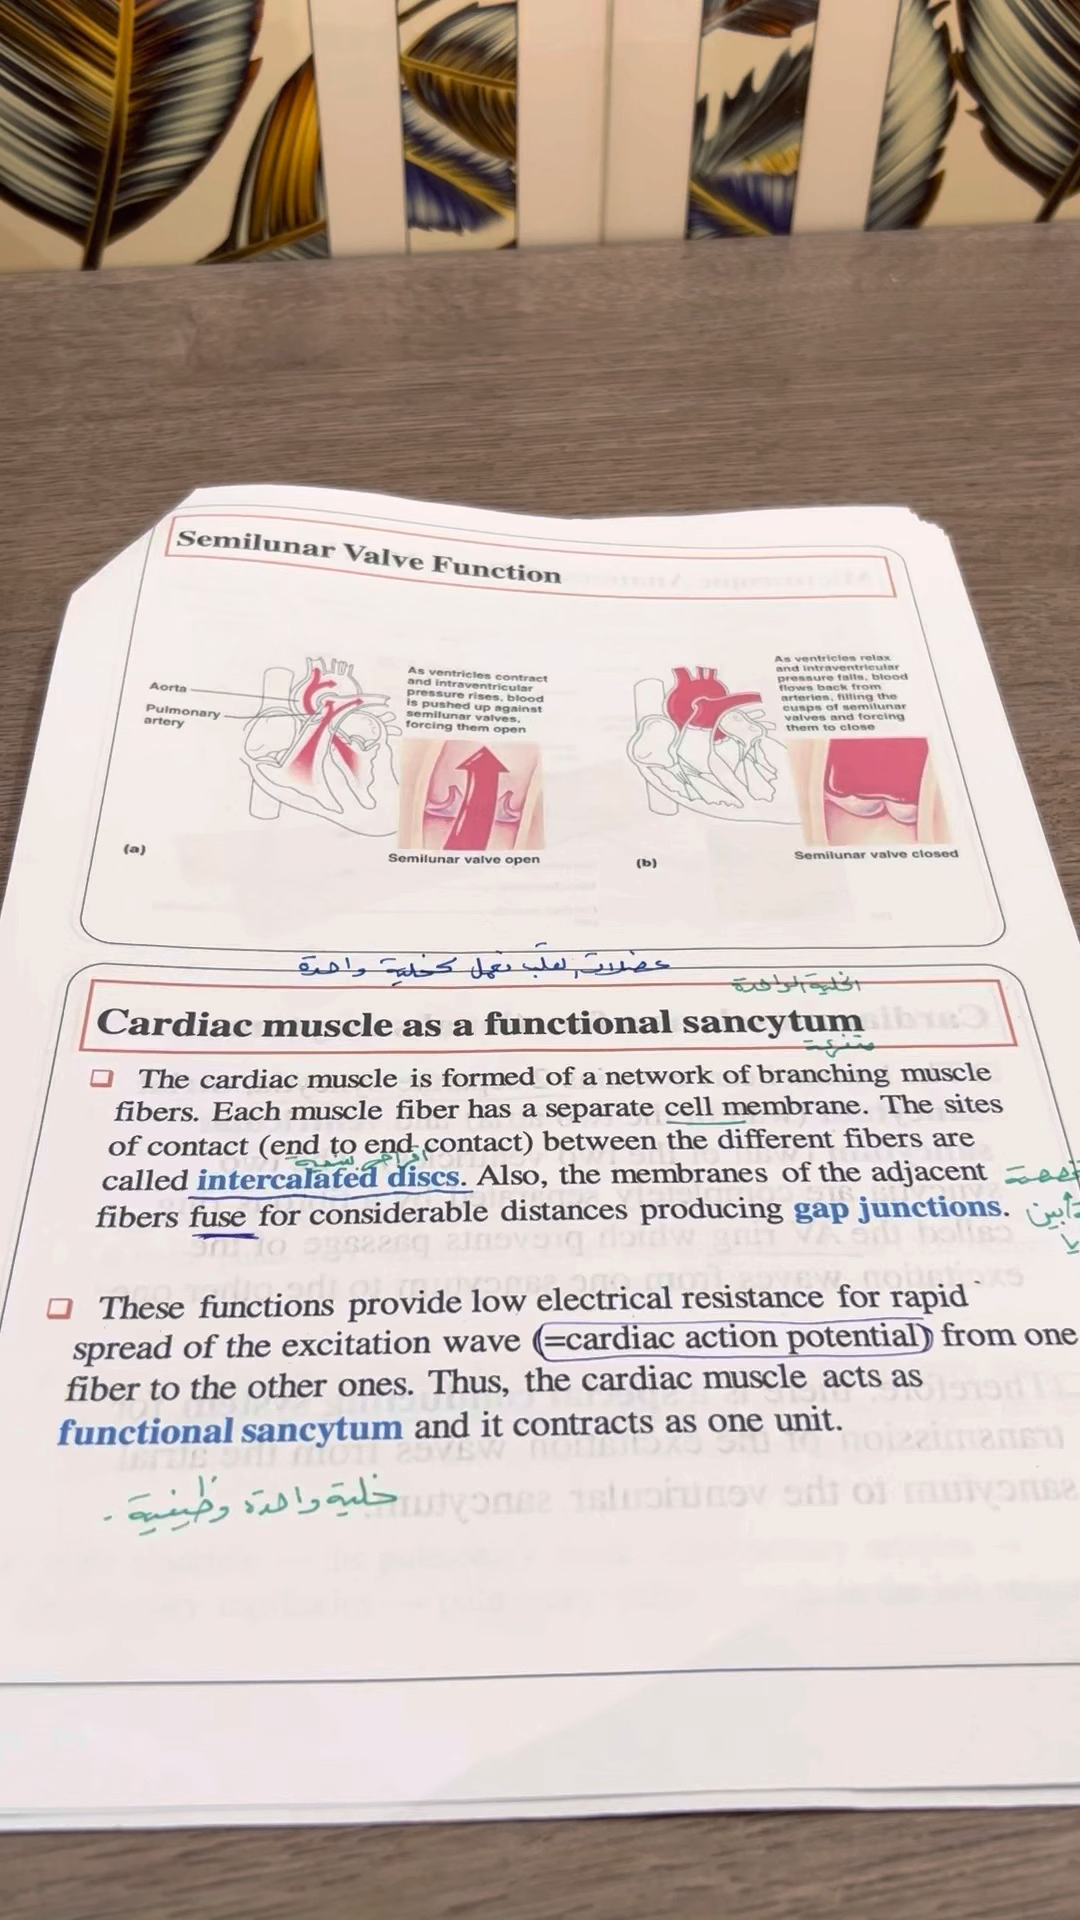 Semilunar Valve Function
Aorta
Pulmonary
artery
As ventricles contract
and intraventricular
pressure rises, blood
is pushed up against
semilunar valves,
forcing them open
(a)
Semilunar valve open
As ventricles relax
and intraventricular
pressure falls, blood
flows back from
arteries, filling the
cusps of semilunar
valves and forcing
them to close
(b)
Semilunar valve closed
عضلات القلب تعمل كخلية واحدة
الخلية الواحدة
Cardiac muscle as a functional sancytum
متفرعة
The cardiac muscle is formed of a network of branching muscle
fibers. Each muscle fiber has a separate cell membrane. The sites
of contact (end to end contact) between the different fibers are
called intercalated discs. Also, the membranes of the adjacent
fibers fuse for considerable distances producing gap junctions.
These functions provide low electrical resistance for rapid
spread of the excitation wave (=cardiac action potential) from one
fiber to the other ones. Thus, the cardiac muscle acts as
functional sancytum and it contracts as one unit.
خلية واحدة وظيفية .